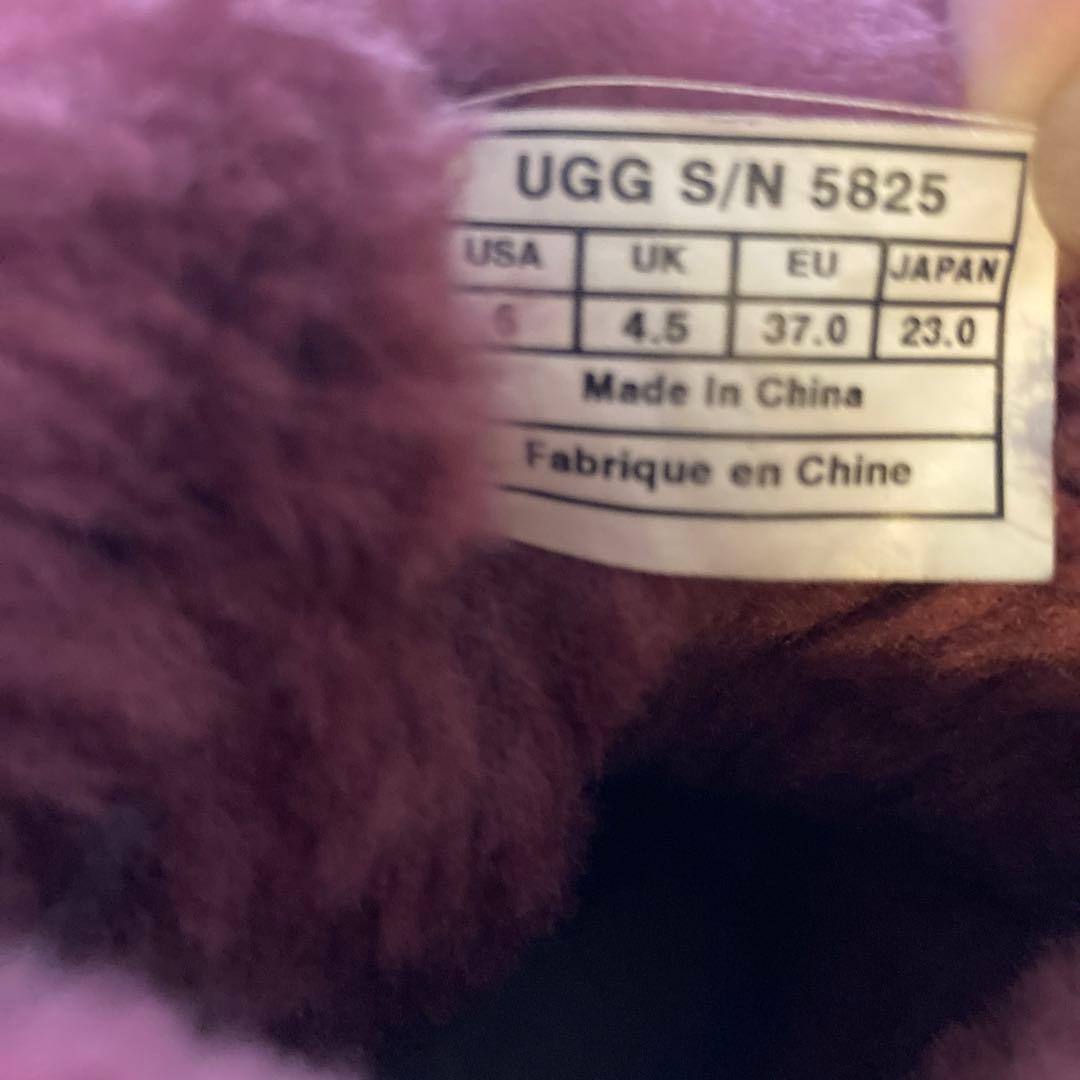 UGG S/N 5825
USA UK EU JAPAN
6 4.5 37.0 23.0
Made In China
Fabrique en Chine